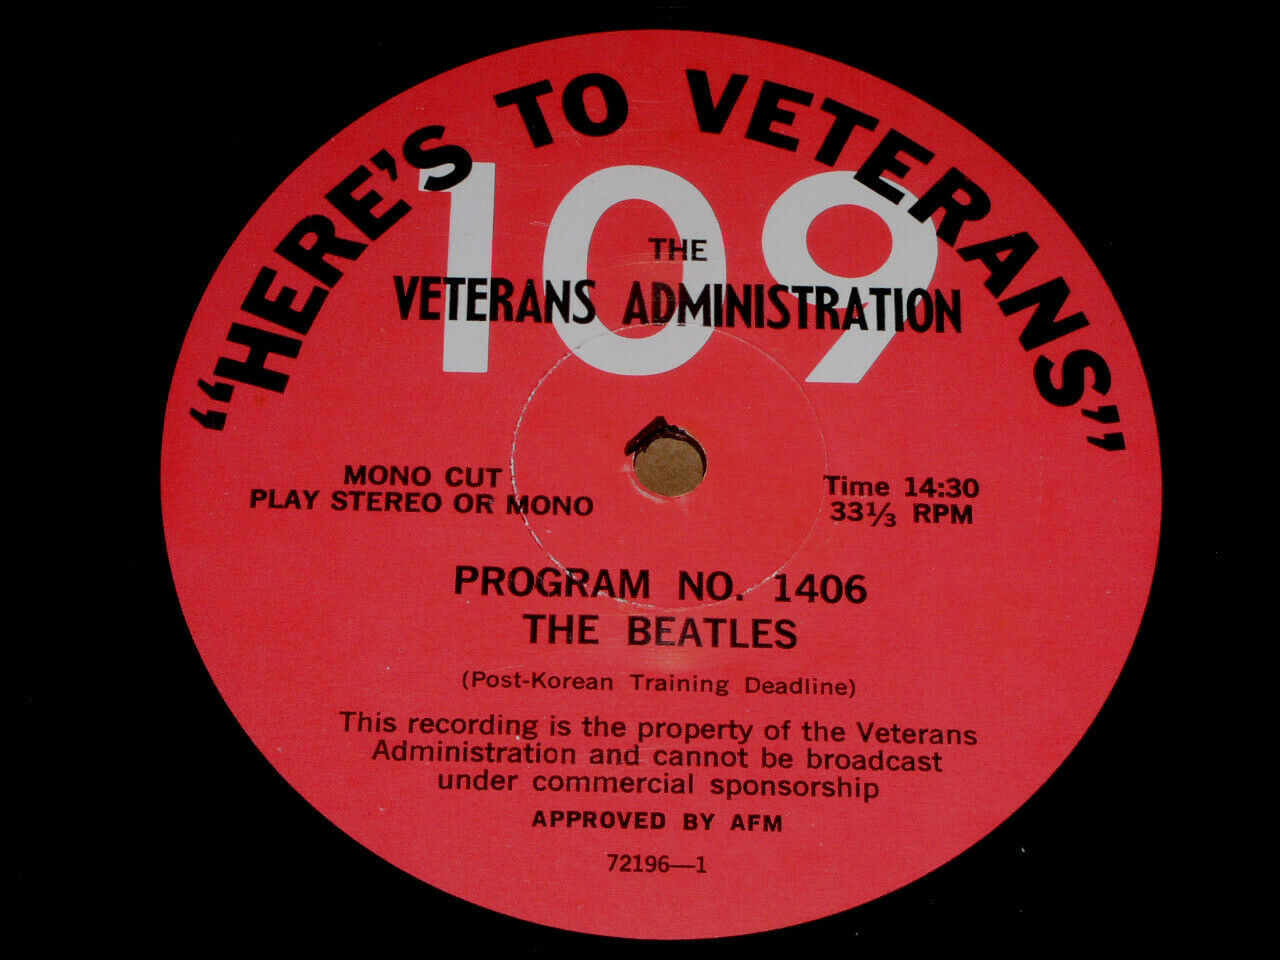 "HERE'S TO VETERANS"
109
THE
VETERANS ADMINISTRATION
MONO CUT
PLAY STEREO OR MONO
Time 14:30
33⅓ RPM
PROGRAM NO. 1406
THE BEATLES
(Post-Korean Training Deadline)
This recording is the property of the Veterans
Administration and cannot be broadcast
under commercial sponsorship
APPROVED BY AFM
72196—1